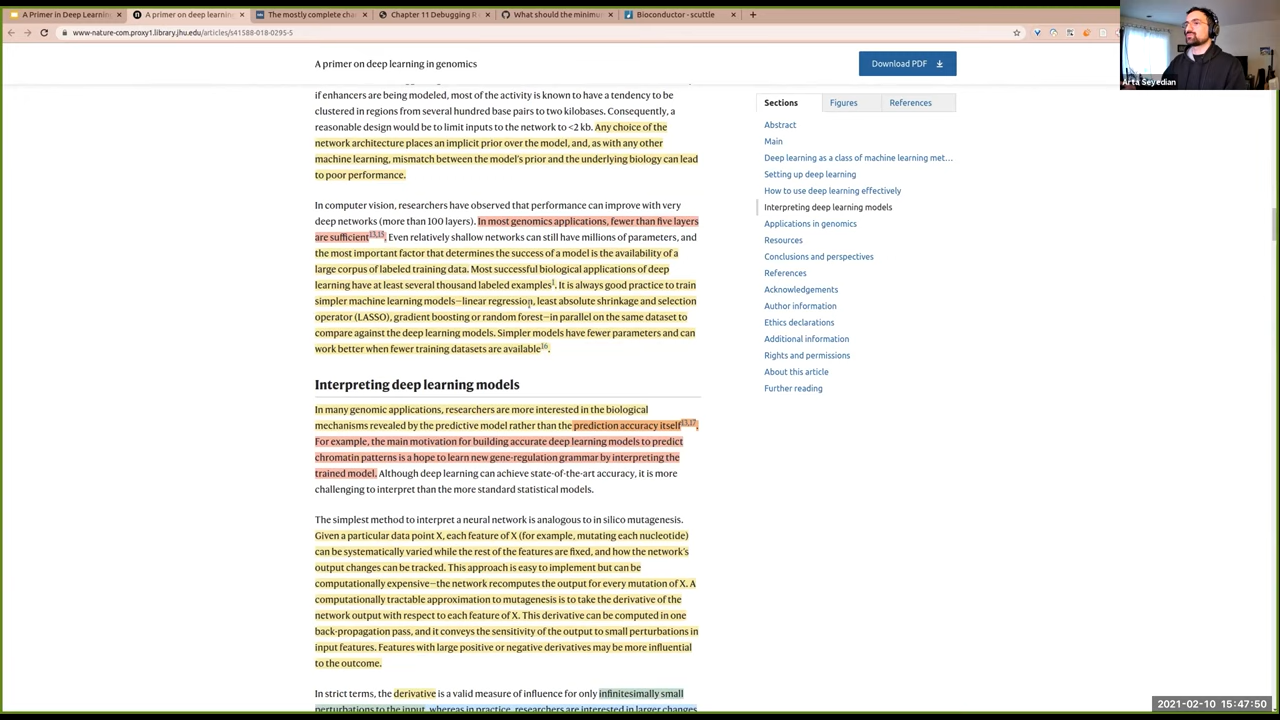 A Primer in Deep Learning
A primer on deep learning
The mostly complete cha
Chapter 11 Debugging R
What should the minimum
Bioconductor - scuttle
www-nature-com.proxy1.library.jhu.edu/articles/s41588-018-0295-5
Arta Seyedian
A primer on deep learning in genomics
Download PDF
if enhancers are being modeled, most of the activity is known to have a tendency to be
clustered in regions from several hundred base pairs to two kilobases. Consequently, a
reasonable design would be to limit inputs to the network to <2 kb. Any choice of the
network architecture places an implicit prior over the model, and, as with any other
machine learning, mismatch between the model's prior and the underlying biology can lead
to poor performance.
In computer vision, researchers have observed that performance can improve with very
deep networks (more than 100 layers). In most genomics applications, fewer than five layers
are sufficient13,15. Even relatively shallow networks can still have millions of parameters, and
the most important factor that determines the success of a model is the availability of a
large corpus of labeled training data. Most successful biological applications of deep
learning have at least several thousand labeled examples1. It is always good practice to train
simpler machine learning models—linear regression, least absolute shrinkage and selection
operator (LASSO), gradient boosting or random forest—in parallel on the same dataset to
compare against the deep learning models. Simpler models have fewer parameters and can
work better when fewer training datasets are available16.
Interpreting deep learning models
In many genomic applications, researchers are more interested in the biological
mechanisms revealed by the predictive model rather than the prediction accuracy itself13,17.
For example, the main motivation for building accurate deep learning models to predict
chromatin patterns is a hope to learn new gene-regulation grammar by interpreting the
trained model. Although deep learning can achieve state-of-the-art accuracy, it is more
challenging to interpret than the more standard statistical models.
The simplest method to interpret a neural network is analogous to in silico mutagenesis.
Given a particular data point X, each feature of X (for example, mutating each nucleotide)
can be systematically varied while the rest of the features are fixed, and how the network's
output changes can be tracked. This approach is easy to implement but can be
computationally expensive—the network recomputes the output for every mutation of X. A
computationally tractable approximation to mutagenesis is to take the derivative of the
network output with respect to each feature of X. This derivative can be computed in one
back-propagation pass, and it conveys the sensitivity of the output to small perturbations in
input features. Features with large positive or negative derivatives may be more influential
to the outcome.
In strict terms, the derivative is a valid measure of influence for only infinitesimally small
perturbations to the input, whereas in practice, researchers are interested in larger changes
Sections
Figures
References
Abstract
Main
Deep learning as a class of machine learning met...
Setting up deep learning
How to use deep learning effectively
Interpreting deep learning models
Applications in genomics
Resources
Conclusions and perspectives
References
Acknowledgements
Author information
Ethics declarations
Additional information
Rights and permissions
About this article
Further reading
2021-02-10 15:47:50